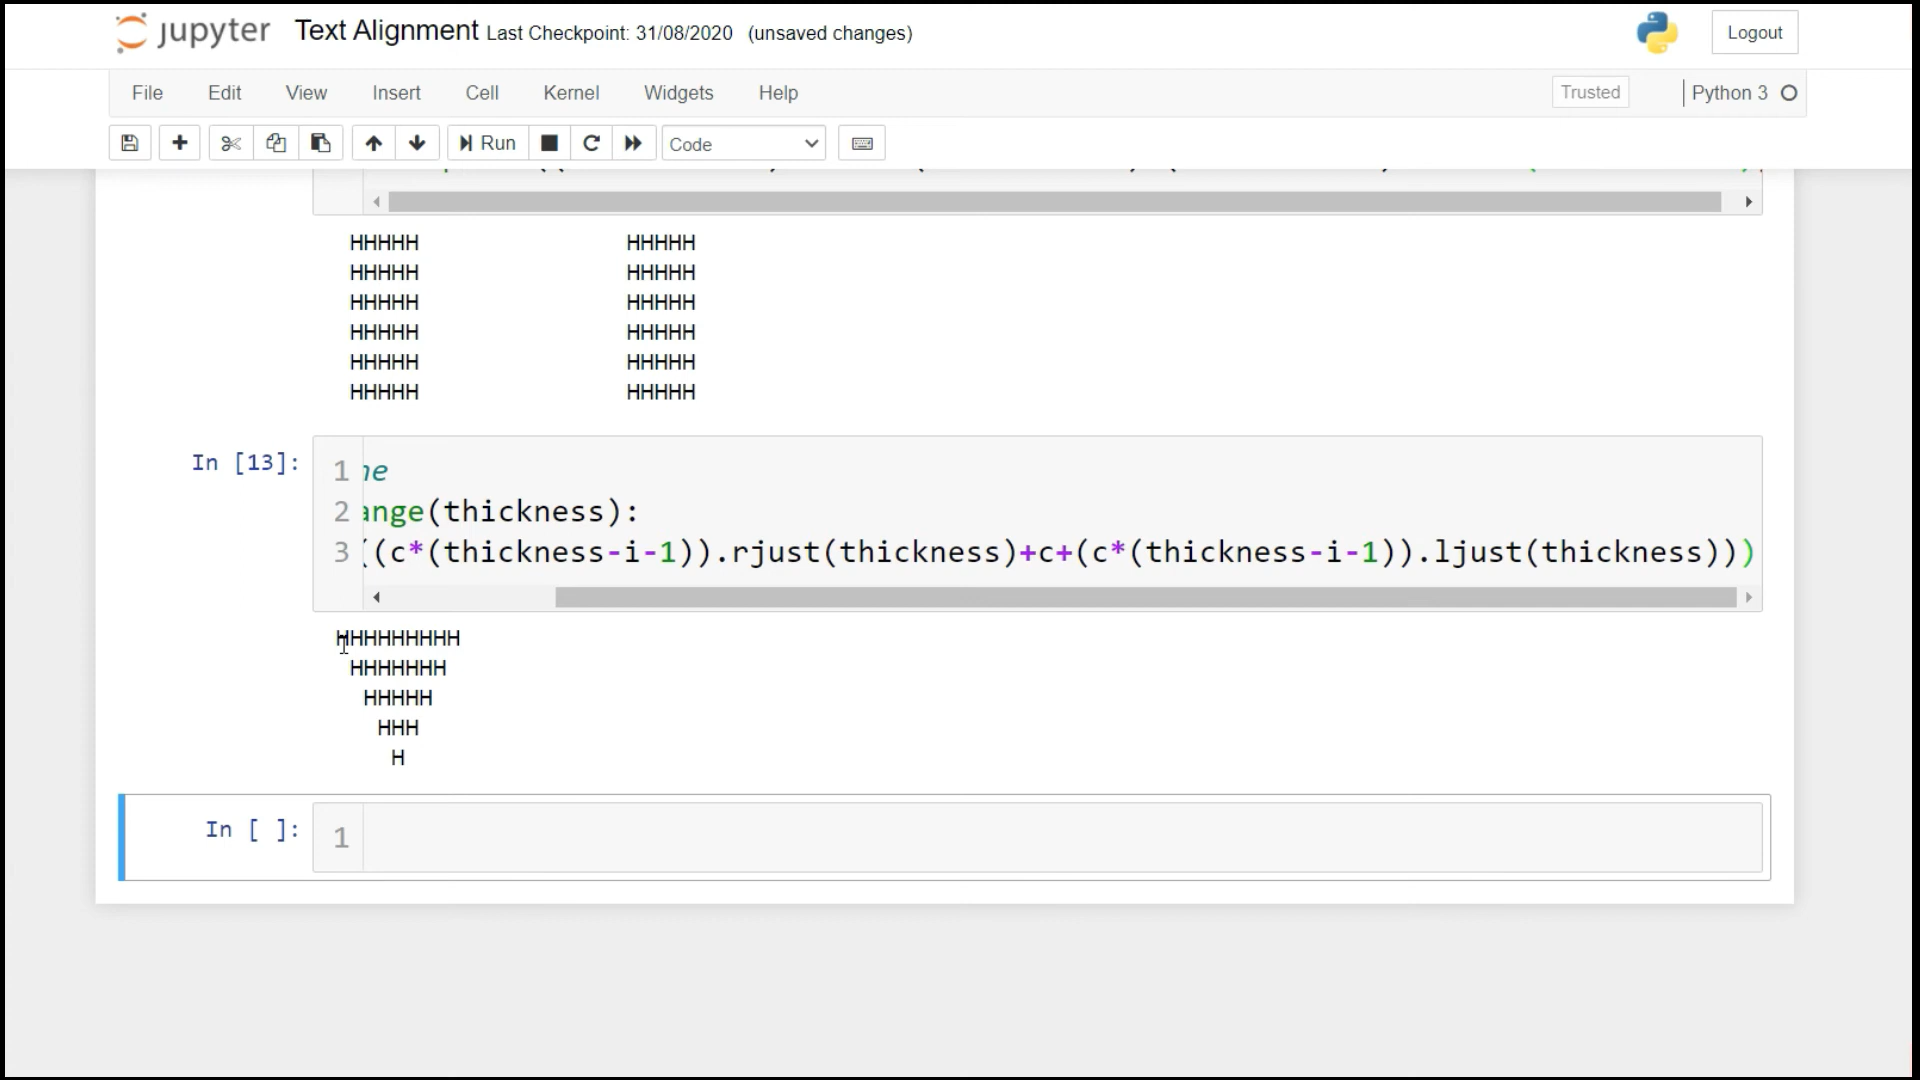 jupyter Text Alignment Last Checkpoint: 31/08/2020 (unsaved changes) Logout
File Edit View Insert Cell Kernel Widgets Help Trusted Python 3
Run Code
HHHHH HHHHH
HHHHH HHHHH
HHHHH HHHHH
HHHHH HHHHH
HHHHH HHHHH
HHHHH HHHHH
In [13]:
1 ne
2 ange(thickness):
3 ((c*(thickness-i-1)).rjust(thickness)+c+(c*(thickness-i-1)).ljust(thickness)))
HHHHHHHHH
HHHHHHH
HHHHH
HHH
H
In [ ]:
1